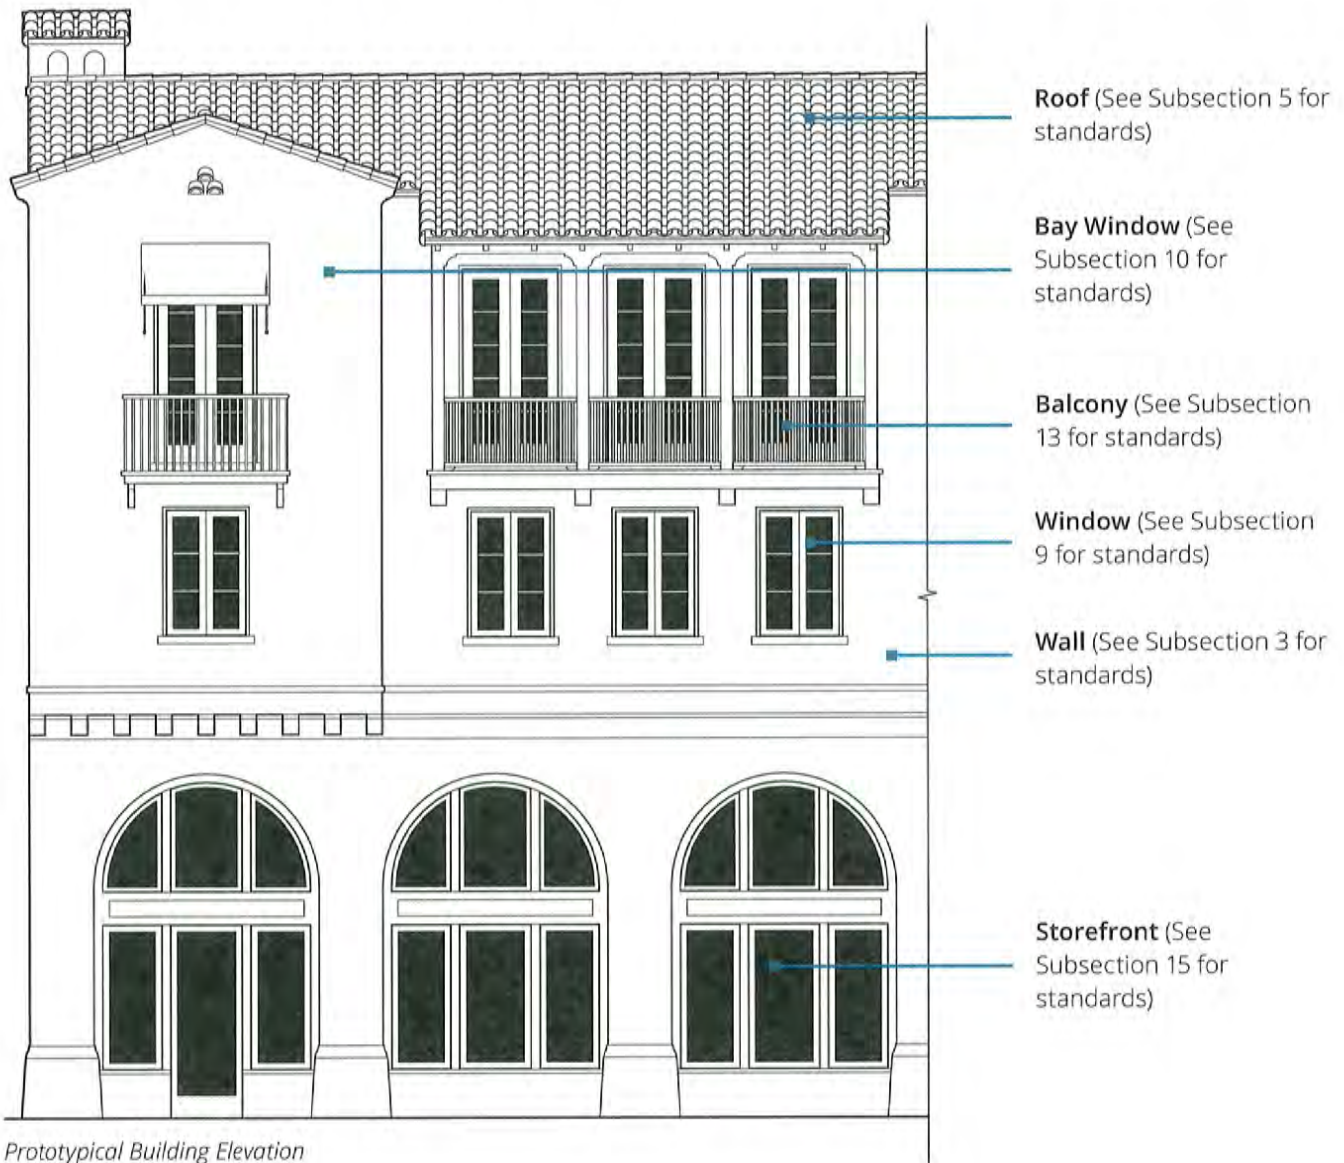 Roof (See Subsection 5 for
standards)
Bay Window (See
Subsection 10 for
standards)
Balcony (See Subsection
13 for standards)
Window (See Subsection
9 for standards)
Wall (See Subsection 3 for
standards)
Storefront (See
Subsection 15 for
standards)
Prototypical Building Elevation